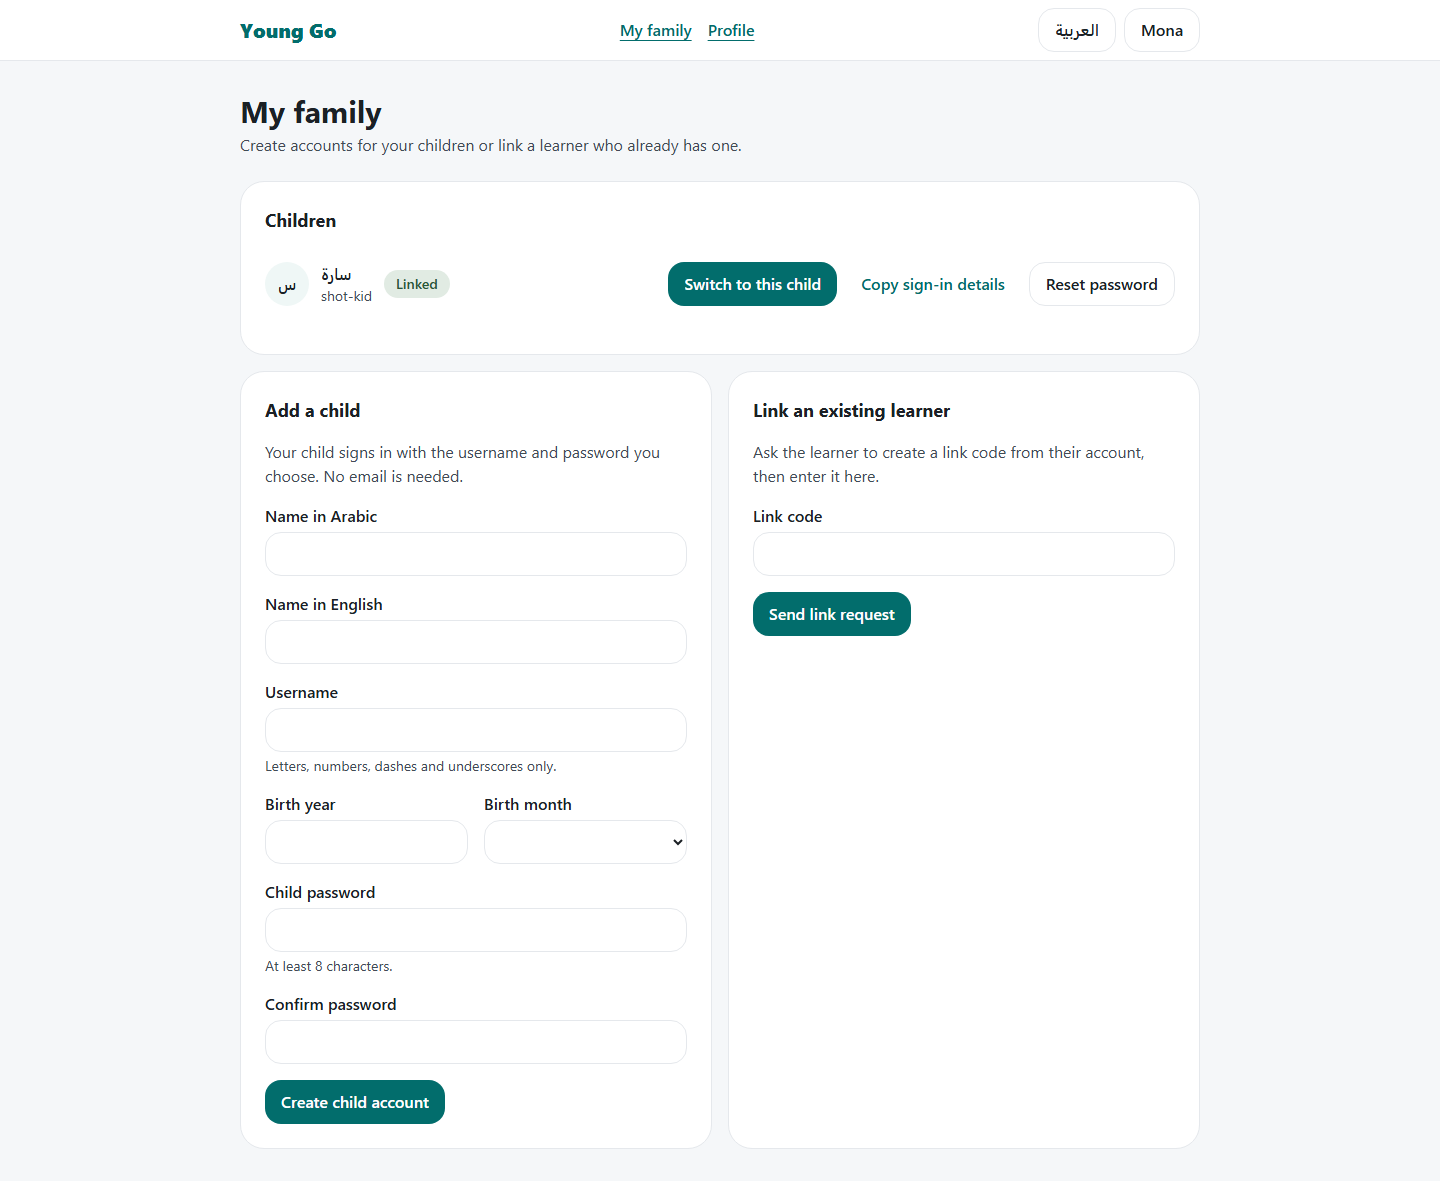 Young Go
My family
Profile
العربية
Mona
My family
Create accounts for your children or link a learner who already has one.
Children
س
سارة
shot-kid
Linked
Switch to this child
Copy sign-in details
Reset password
Add a child
Your child signs in with the username and password you
choose. No email is needed.
Name in Arabic
Name in English
Username
Letters, numbers, dashes and underscores only.
Birth year
Birth month
Child password
At least 8 characters.
Confirm password
Create child account
Link an existing learner
Ask the learner to create a link code from their account,
then enter it here.
Link code
Send link request